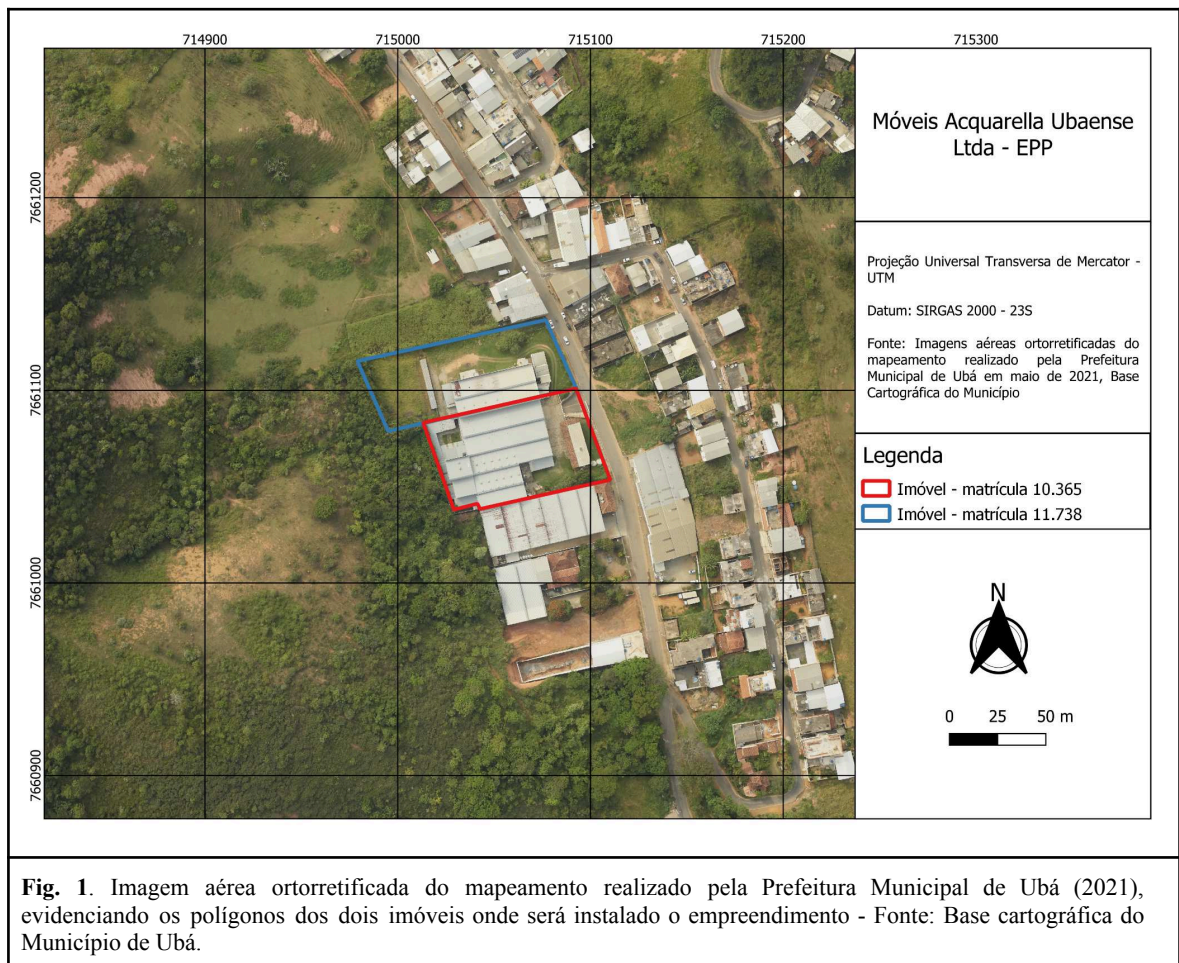 714900 715000 715100 715200 715300
7661200
7661100
7661000
7660900
Móveis Acquarella Ubaense
Ltda - EPP
Projeção Universal Transversa de Mercator -
UTM
Datum: SIRGAS 2000 - 23S
Fonte: Imagens aéreas ortorretificadas do
mapeamento realizado pela Prefeitura
Municipal de Ubá em maio de 2021, Base
Cartográfica do Município
Legenda
Imóvel - matrícula 10.365
Imóvel - matrícula 11.738
N
0 25 50 m
Fig. 1. Imagem aérea ortorretificada do mapeamento realizado pela Prefeitura Municipal de Ubá (2021),
evidenciando os polígonos dos dois imóveis onde será instalado o empreendimento - Fonte: Base cartográfica do
Município de Ubá.